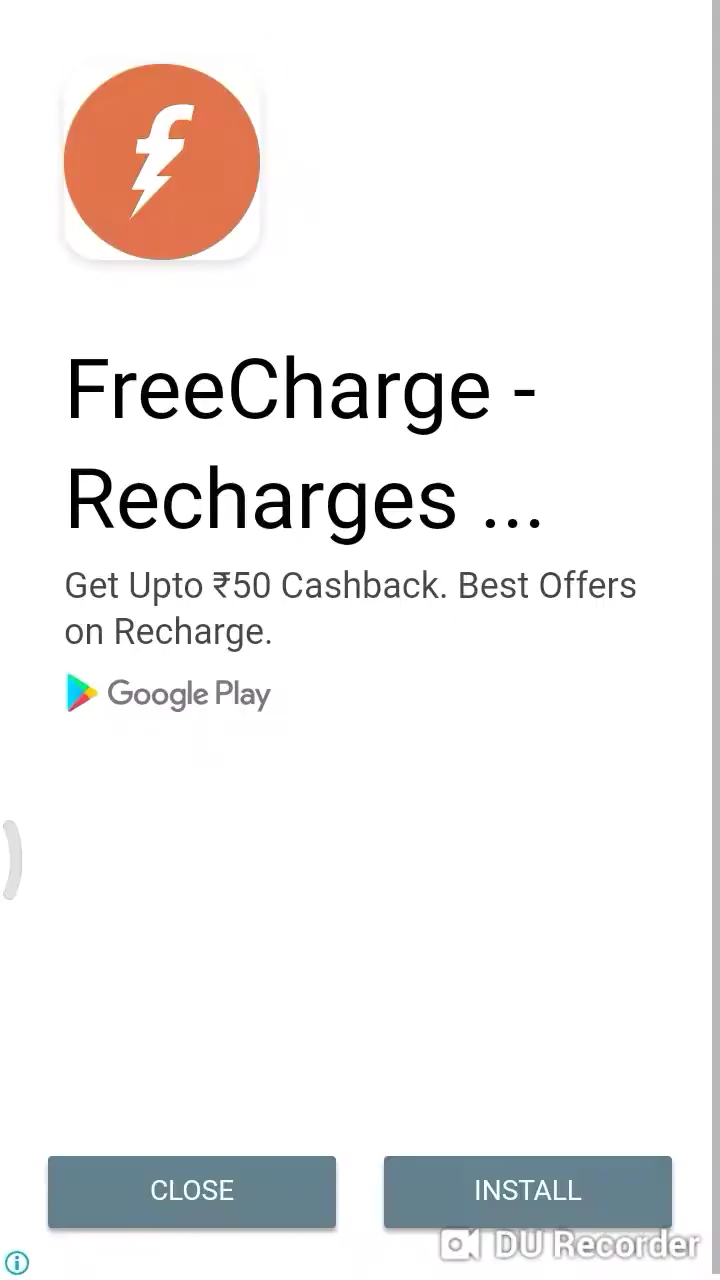 FreeCharge -
Recharges ...
Get Upto ₹50 Cashback. Best Offers
on Recharge.
Google Play
CLOSE
INSTALL
DU Recorder